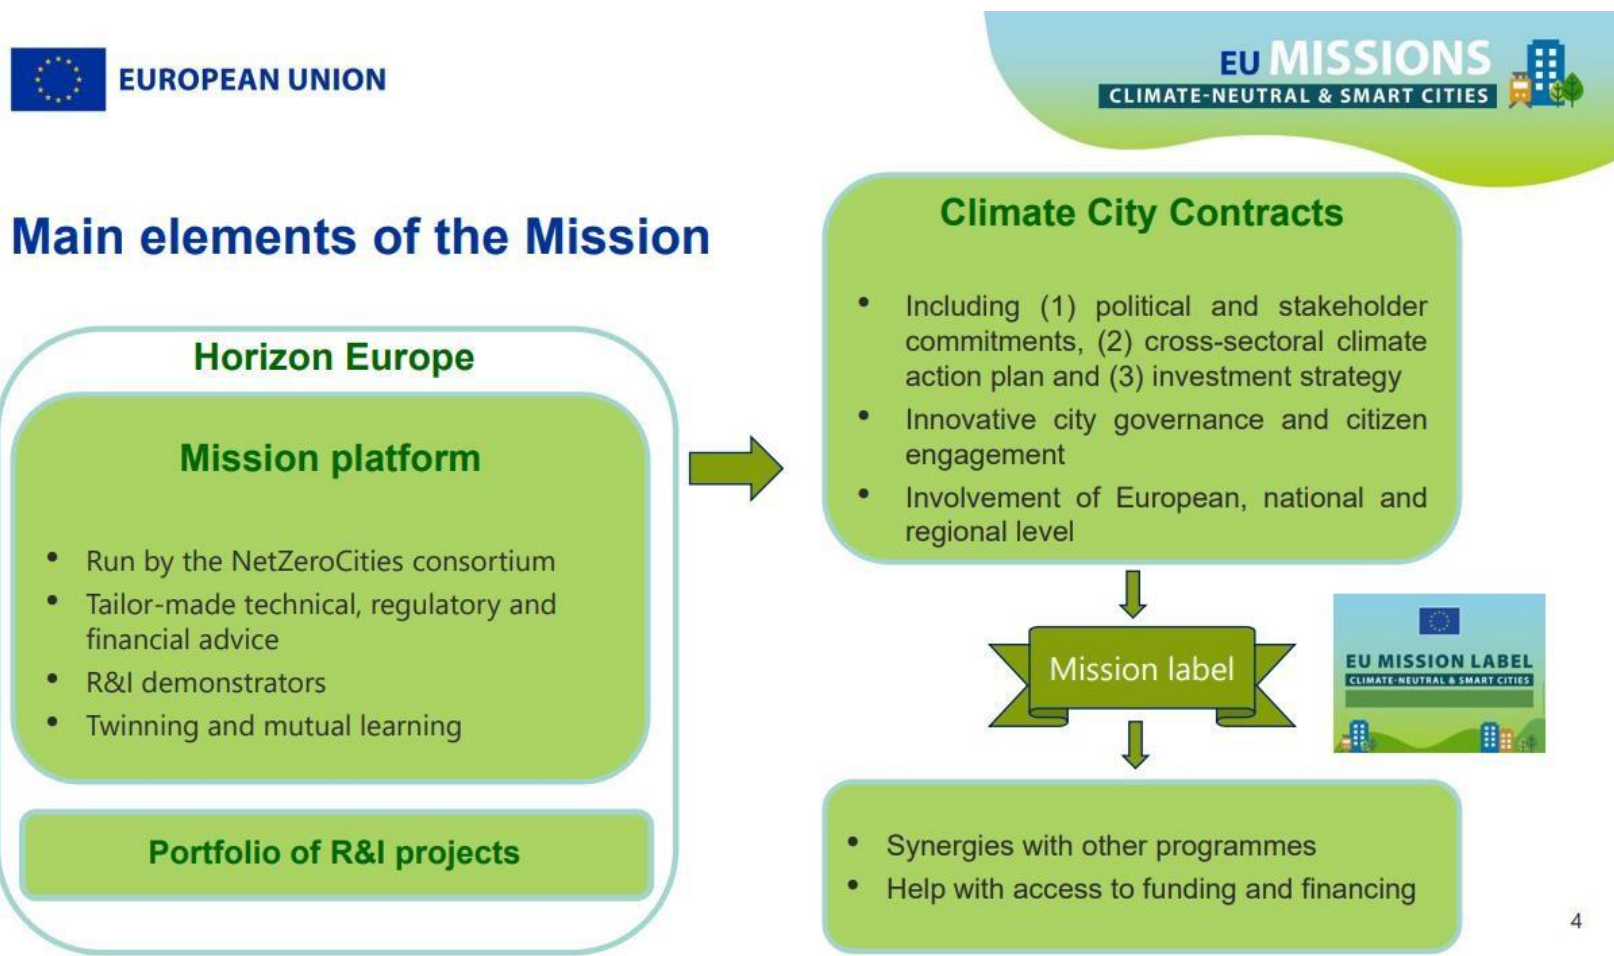 EUROPEAN UNION
EU MISSIONS
CLIMATE-NEUTRAL & SMART CITIES
Main elements of the Mission
Horizon Europe
Mission platform
• Run by the NetZeroCities consortium
• Tailor-made technical, regulatory and
financial advice
• R&I demonstrators
• Twinning and mutual learning
Portfolio of R&I projects
Climate City Contracts
• Including (1) political and stakeholder
commitments, (2) cross-sectoral climate
action plan and (3) investment strategy
• Innovative city governance and citizen
engagement
• Involvement of European, national and
regional level
Mission label
EU MISSION LABEL
CLIMATE-NEUTRAL & SMART CITIES
• Synergies with other programmes
• Help with access to funding and financing
4